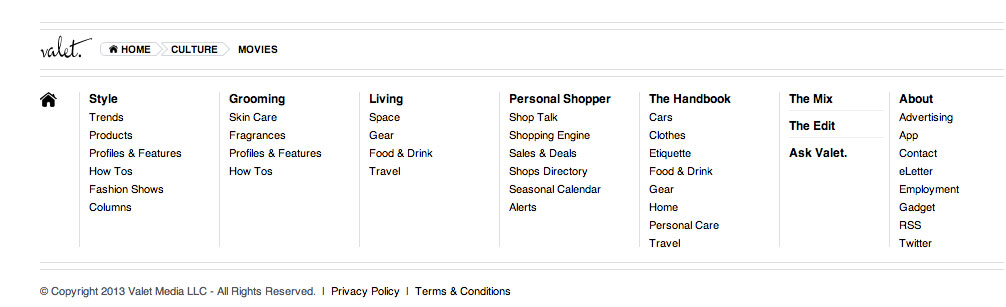 valet.
HOME CULTURE MOVIES
Style
Trends
Products
Profiles & Features
How Tos
Fashion Shows
Columns
Grooming
Skin Care
Fragrances
Profiles & Features
How Tos
Living
Space
Gear
Food & Drink
Travel
Personal Shopper
Shop Talk
Shopping Engine
Sales & Deals
Shops Directory
Seasonal Calendar
Alerts
The Handbook
Cars
Clothes
Etiquette
Food & Drink
Gear
Home
Personal Care
Travel
The Mix
The Edit
Ask Valet.
About
Advertising
App
Contact
eLetter
Employment
Gadget
RSS
Twitter
© Copyright 2013 Valet Media LLC - All Rights Reserved. | Privacy Policy | Terms & Conditions